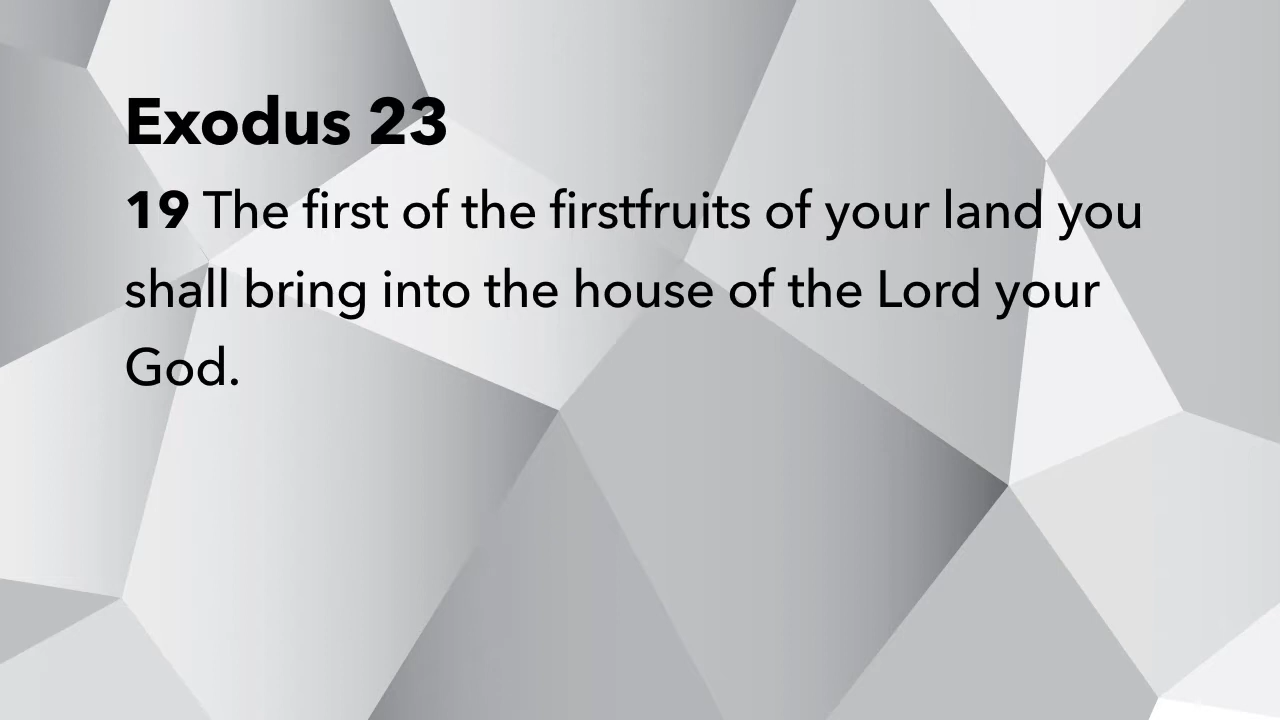 Exodus 23
19 The first of the firstfruits of your land you
shall bring into the house of the Lord your
God.